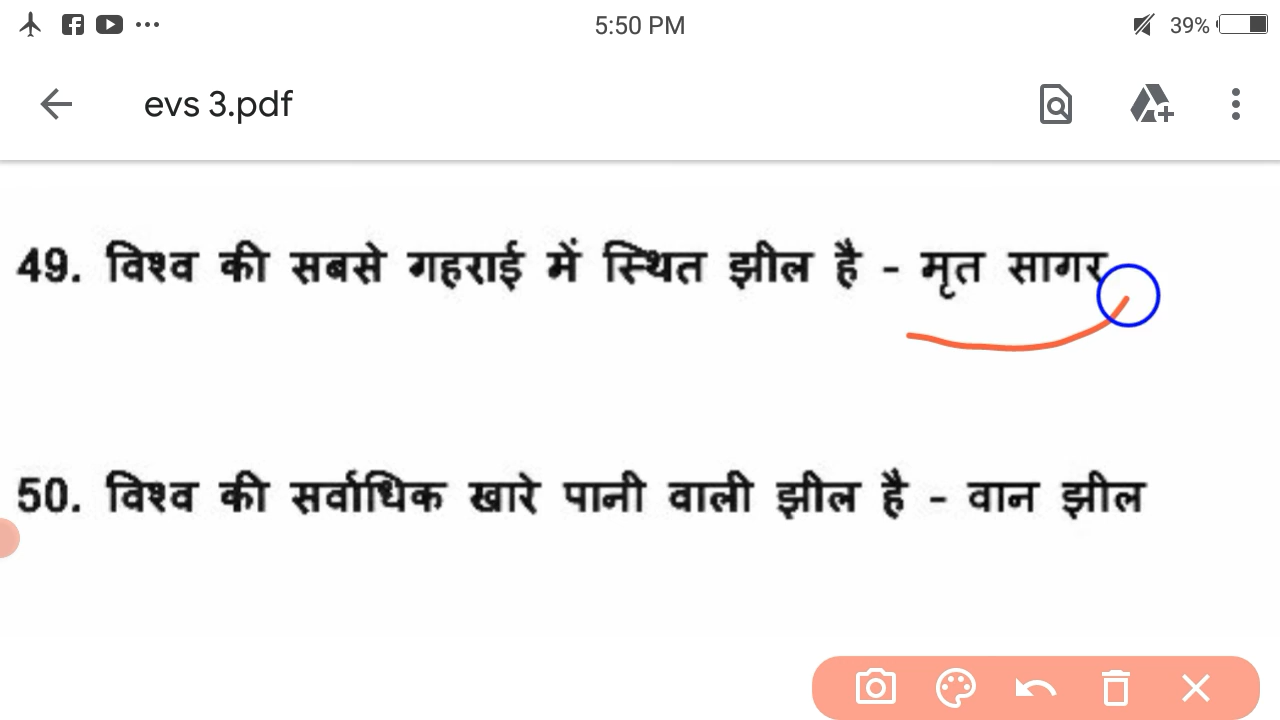 5:50 PM
39%
evs 3.pdf
49. विश्व की सबसे गहराई में स्थित झील है - मृत सागर
50. विश्व की सर्वाधिक खारे पानी वाली झील है - वान झील